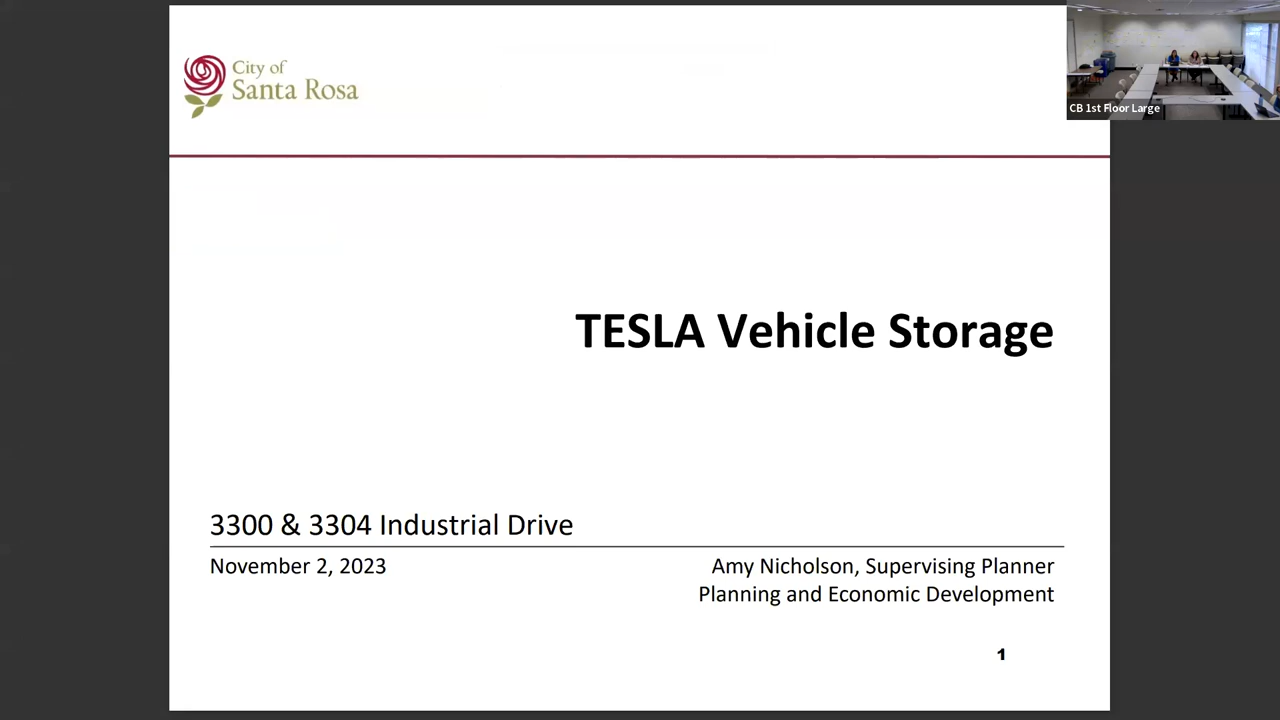 City of
Santa Rosa
CB 1st Floor Large
TESLA Vehicle Storage
3300 & 3304 Industrial Drive
November 2, 2023
Amy Nicholson, Supervising Planner
Planning and Economic Development
1